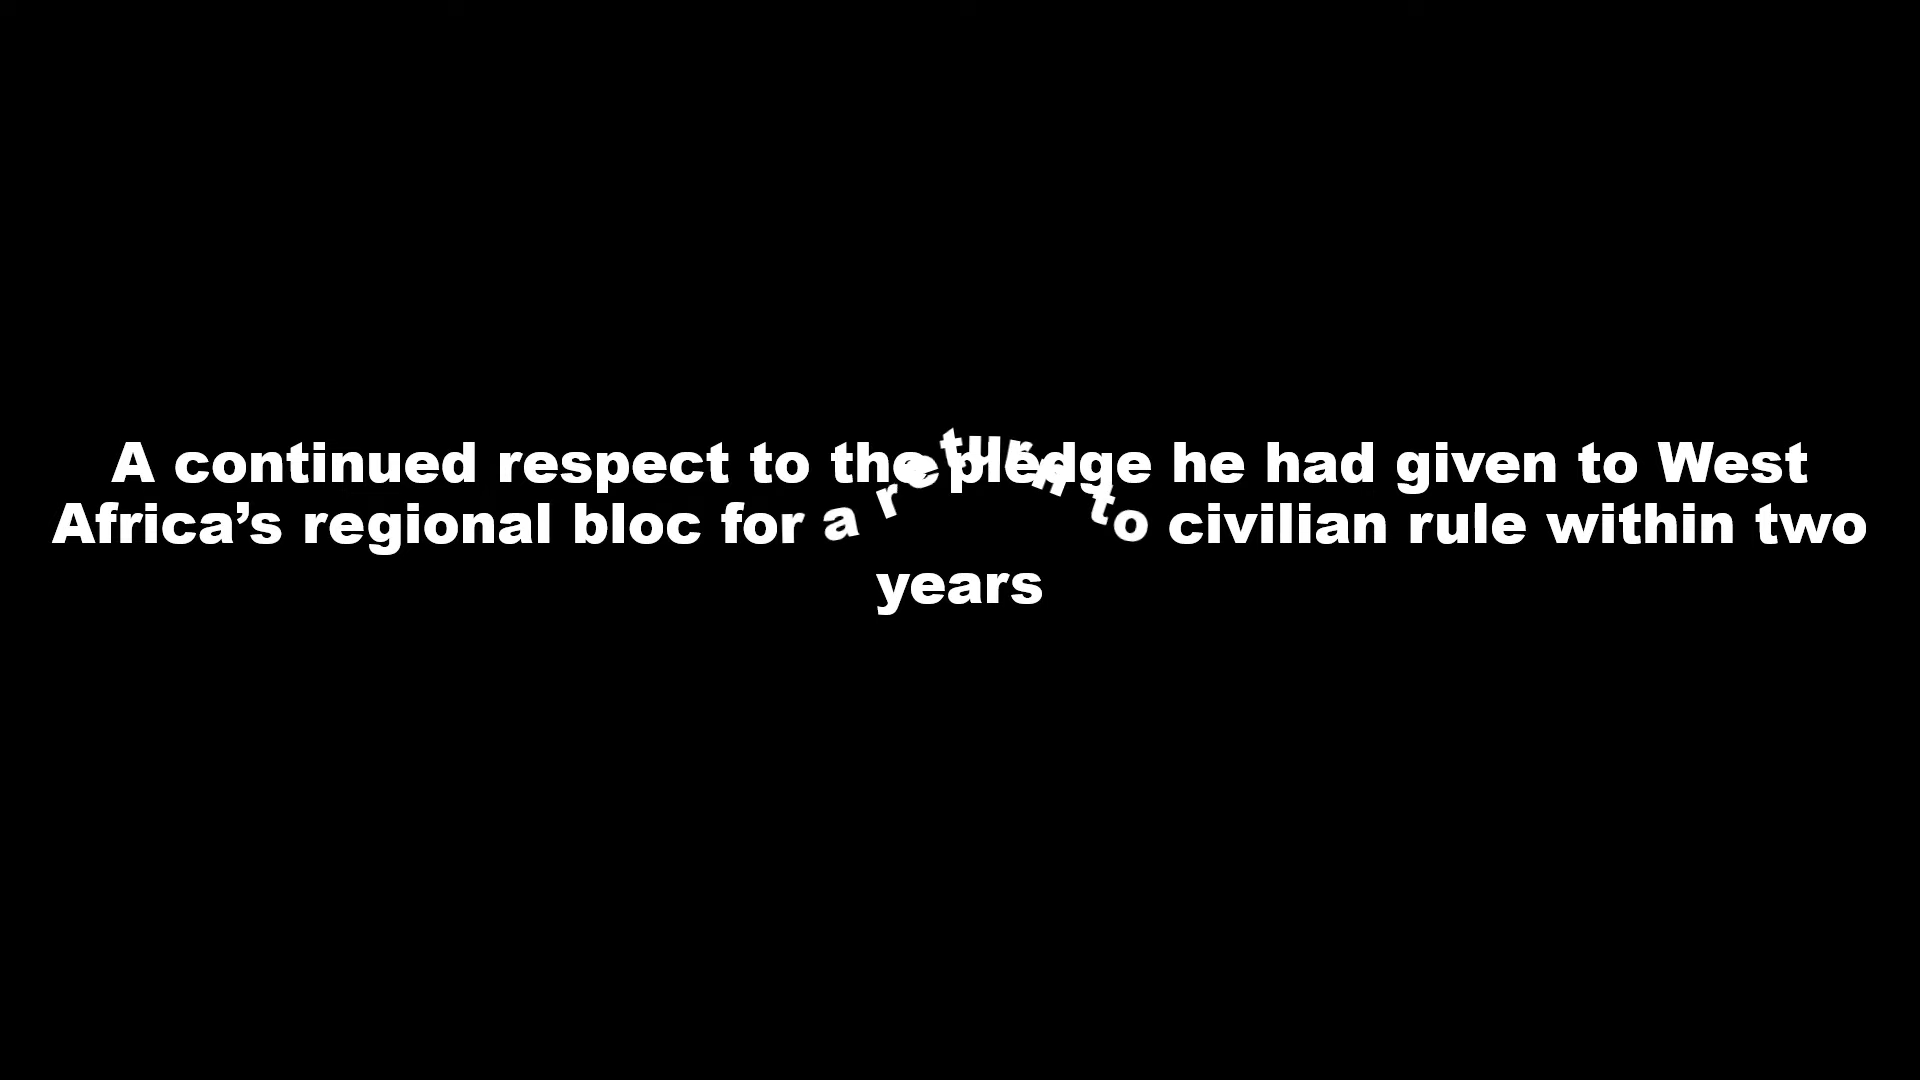 A continued respect to the pledge he had given to West
Africa’s regional bloc for a return to civilian rule within two
years